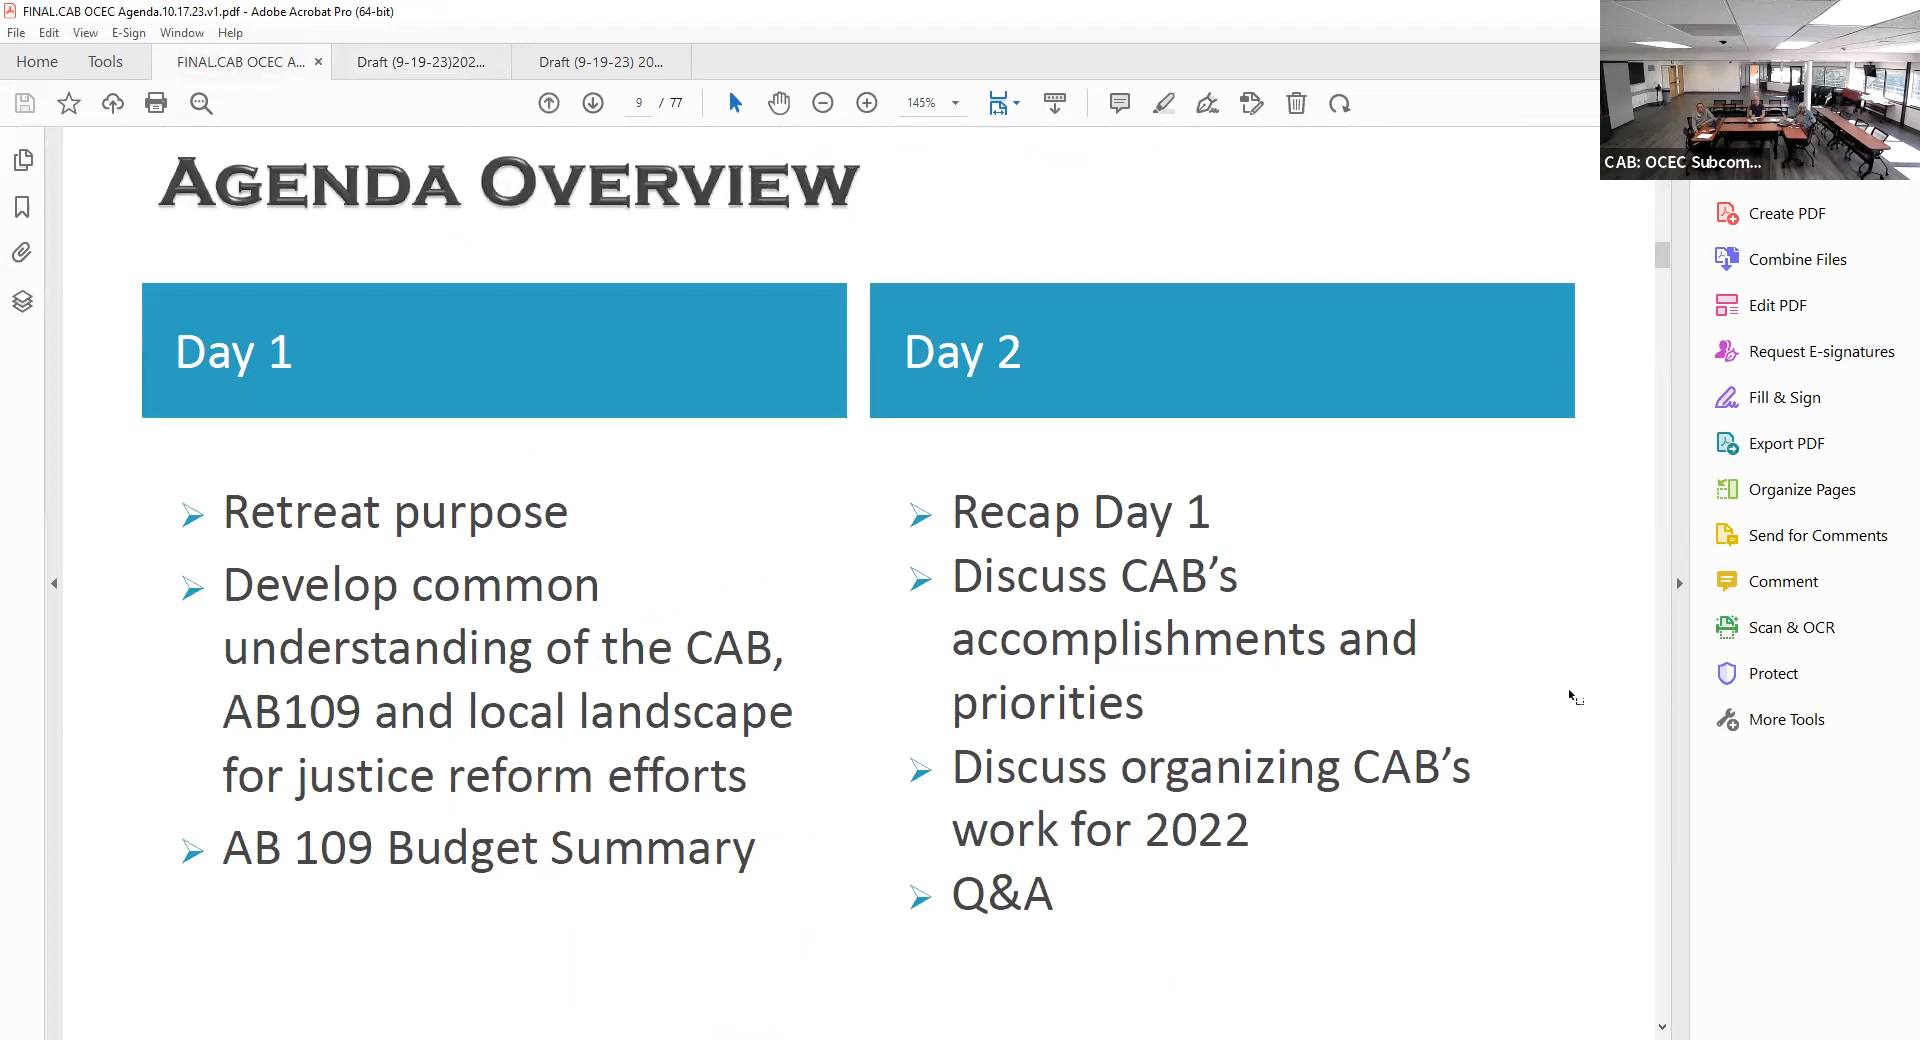 FINAL.CAB OCEC Agenda.10.17.23.v1.pdf - Adobe Acrobat Pro (64-bit)
File Edit View E-Sign Window Help
Home Tools FINAL.CAB OCEC A... × Draft (9-19-23)202... Draft (9-19-23) 20...
9 / 77 145%
CAB: OCEC Subcom...
AGENDA OVERVIEW
Day 1
Retreat purpose
Develop common
understanding of the CAB,
AB109 and local landscape
for justice reform efforts
AB 109 Budget Summary
Day 2
Recap Day 1
Discuss CAB’s
accomplishments and
priorities
Discuss organizing CAB’s
work for 2022
Q&A
Create PDF
Combine Files
Edit PDF
Request E-signatures
Fill & Sign
Export PDF
Organize Pages
Send for Comments
Comment
Scan & OCR
Protect
More Tools